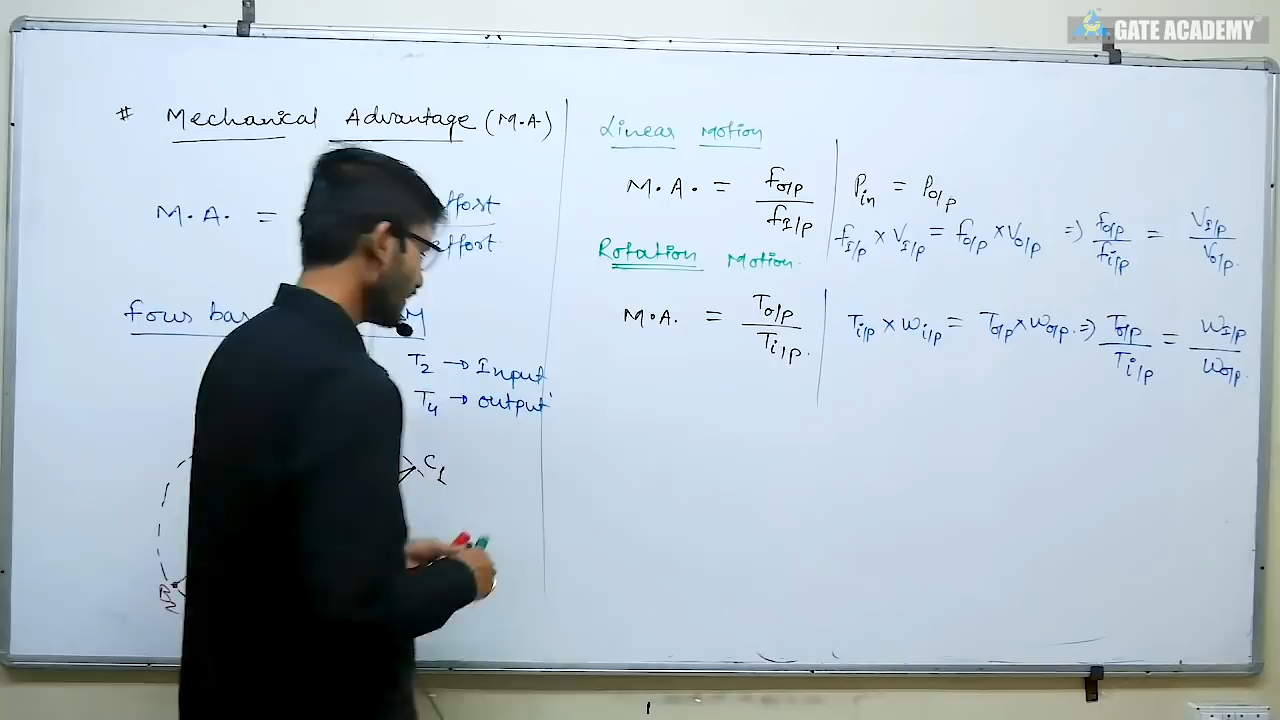 GATE ACADEMY
# Mechanical Advantage (M.A)
M.A. =
effort
Four bar
T2 → Input
T4 → output
C1
B2
Linear Motion
M.A. = Fo/p / FI/p
Pin = Po/p
FI/p × VI/p = Fo/p × Vo/p ⇒ Fo/p / Fi/p = VI/p / Vo/p.
Rotation Motion.
M.A. = To/p / Ti/p.
Ti/p × ωi/p = To/p × ωo/p. ⇒ To/p / Ti/p = ωI/p / ωo/p.